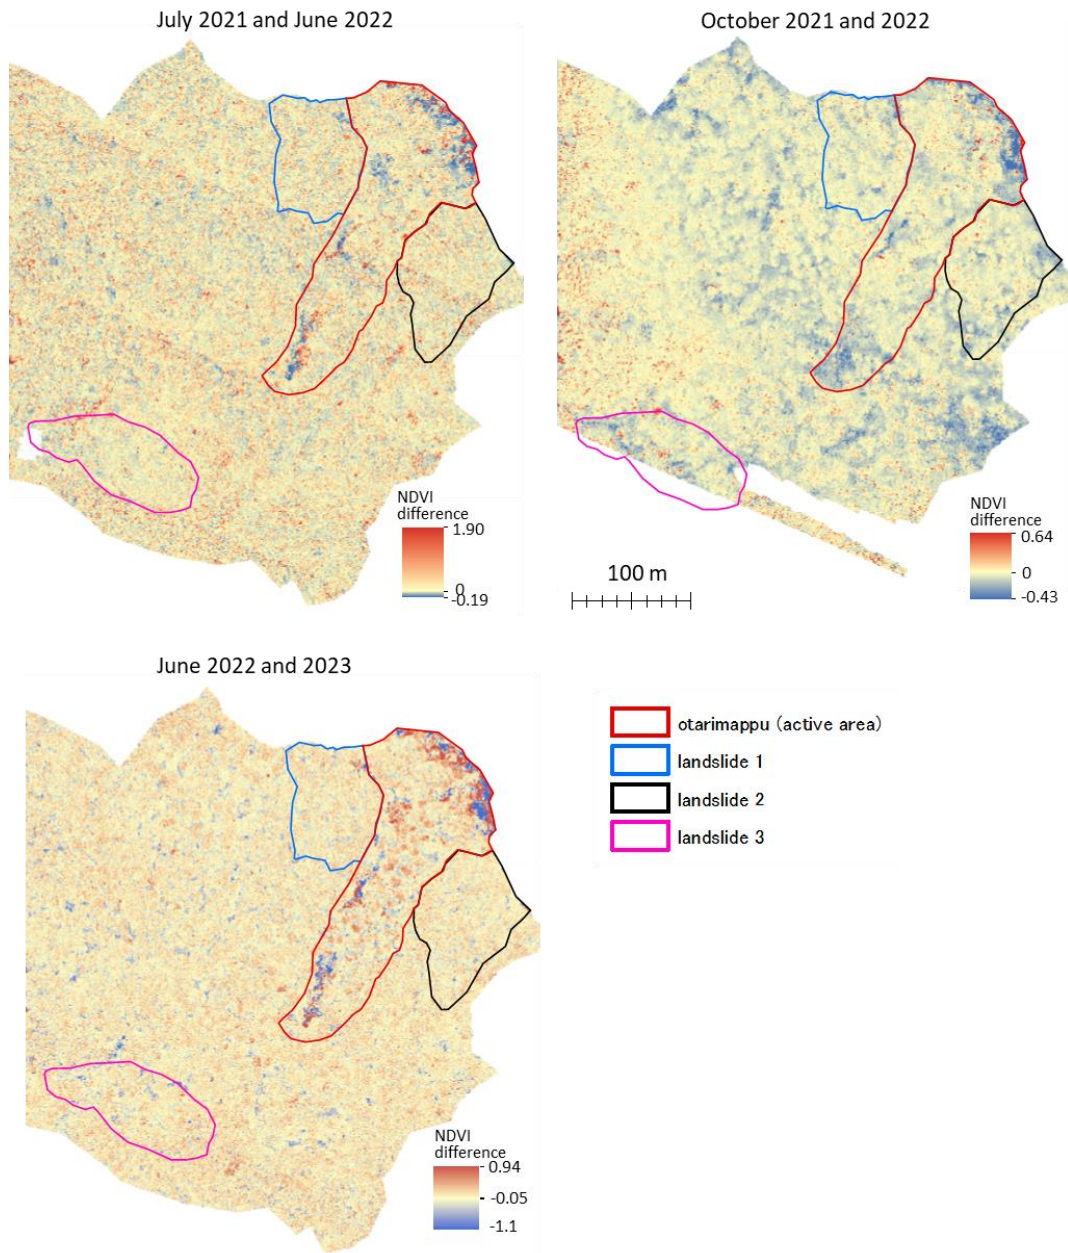 July 2021 and June 2022
October 2021 and 2022
NDVI
difference
1.90
0
-0.19
100 m
NDVI
difference
0.64
0
-0.43
June 2022 and 2023
otarimappu (active area)
landslide 1
landslide 2
landslide 3
NDVI
difference
0.94
-0.05
-1.1